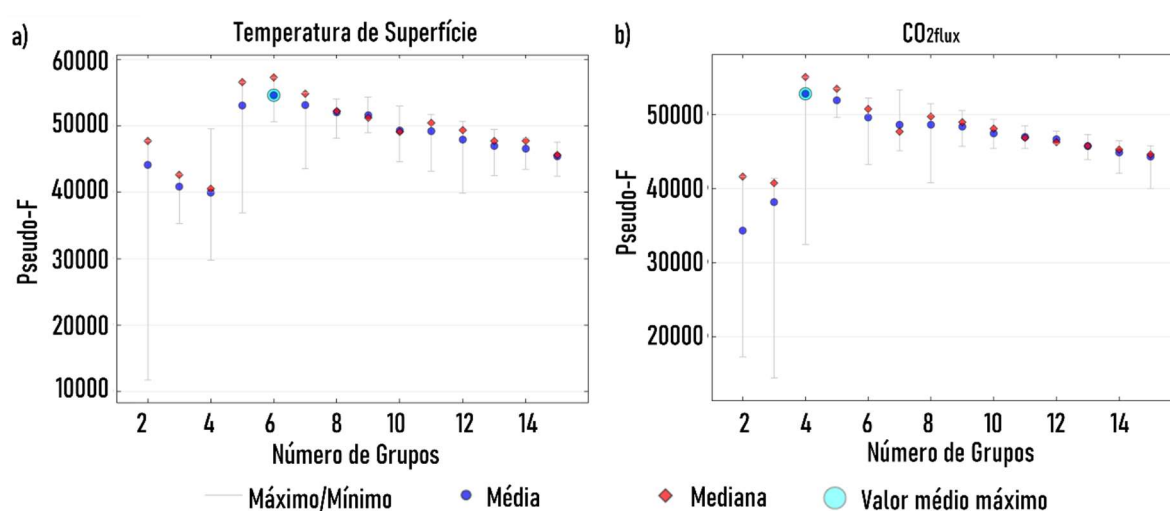 a)
Temperatura de Superfície
60000
50000
40000
30000
20000
10000
Pseudo-F
2 4 6 8 10 12 14
Número de Grupos
b)
CO2flux
50000
40000
30000
20000
Pseudo-F
2 4 6 8 10 12 14
Número de Grupos
Máximo/Mínimo Média Mediana Valor médio máximo